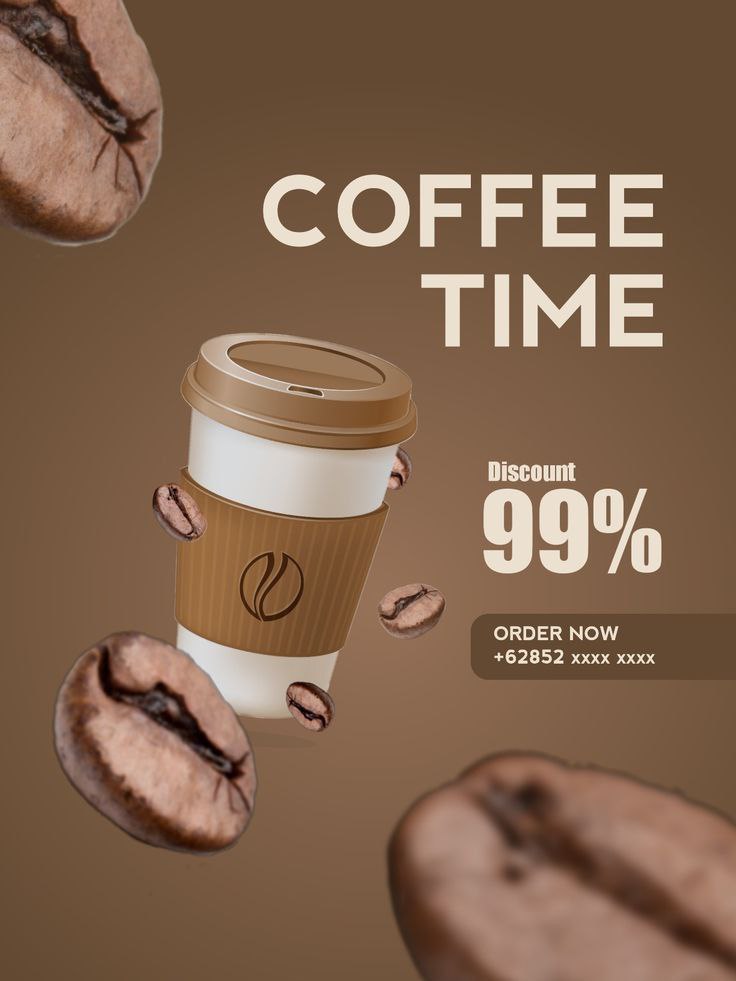 COFFEE
TIME
Discount
99%
ORDER NOW
+62852 xxxx xxxx